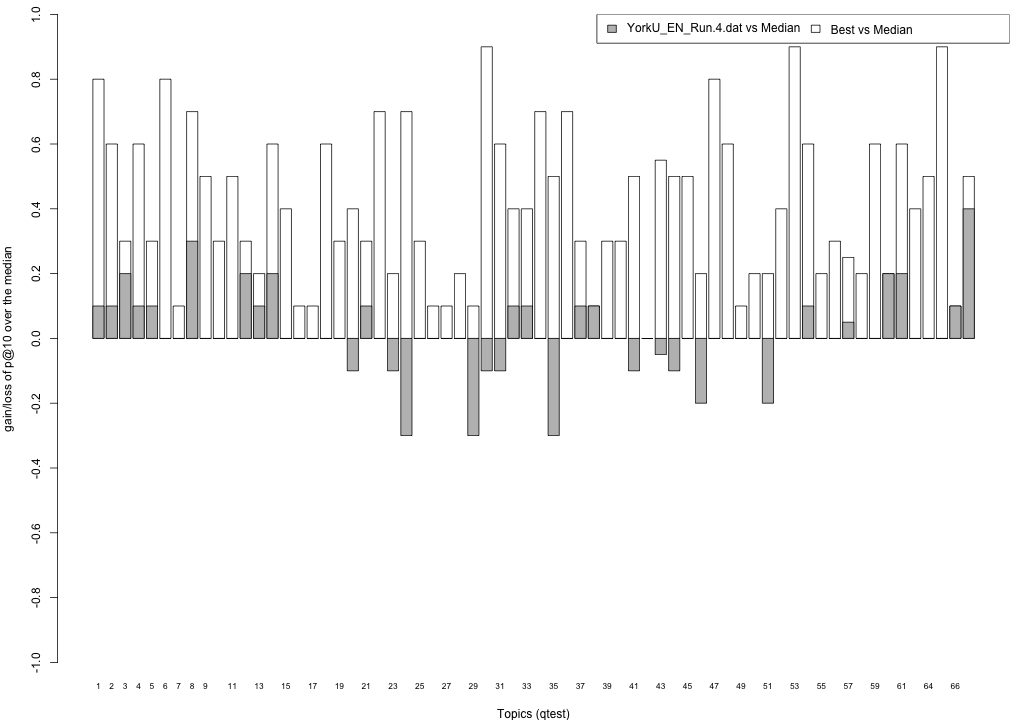 YorkU_EN_Run.4.dat vs Median Best vs Median
gain/loss of p@10 over the median
1.0
0.8
0.6
0.4
0.2
0.0
-0.2
-0.4
-0.6
-0.8
-1.0
1 2 3 4 5 6 7 8 9 11 13 15 17 19 21 23 25 27 29 31 33 35 37 39 41 43 45 47 49 51 53 55 57 59 61 64 66
Topics (qtest)